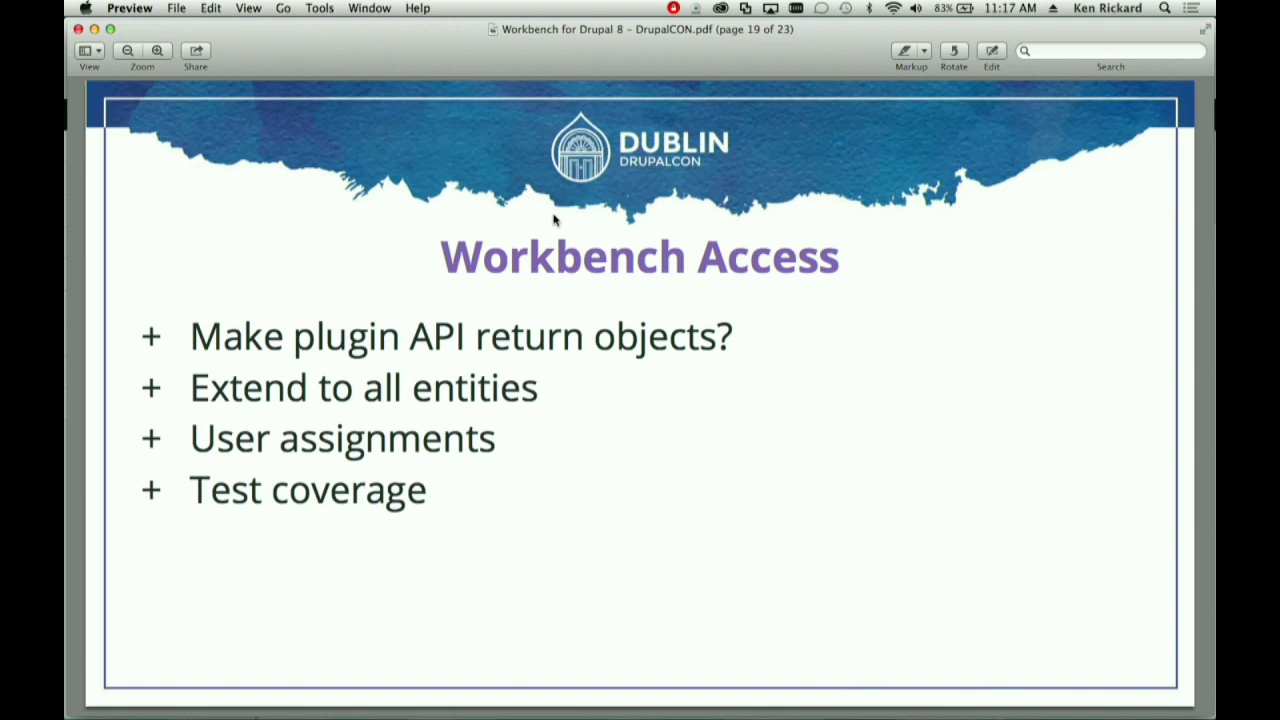 Preview File Edit View Go Tools Window Help 83% 11:17 AM Ken Rickard
Workbench for Drupal 8 – DrupalCON.pdf (page 19 of 23)
View Zoom Share Markup Rotate Edit Search
DUBLIN
DRUPALCON
Workbench Access
+ Make plugin API return objects?
+ Extend to all entities
+ User assignments
+ Test coverage